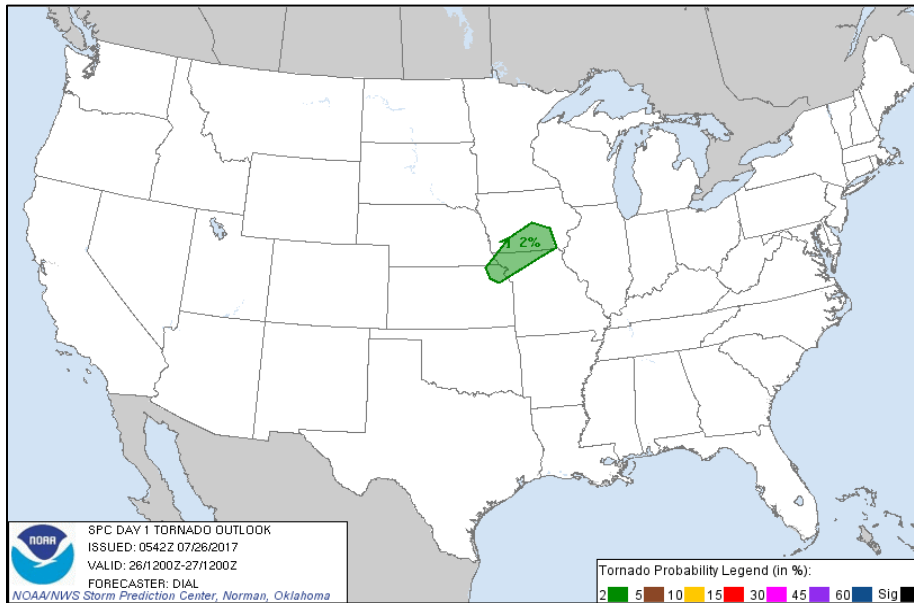 2%
SPC DAY 1 TORNADO OUTLOOK
ISSUED: 0542Z 07/26/2017
VALID: 26/1200Z-27/1200Z
FORECASTER: DIAL
NOAA/NWS Storm Prediction Center, Norman, Oklahoma
NOAA
Tornado Probability Legend (in %):
2 5 10 15 30 45 60 Sig